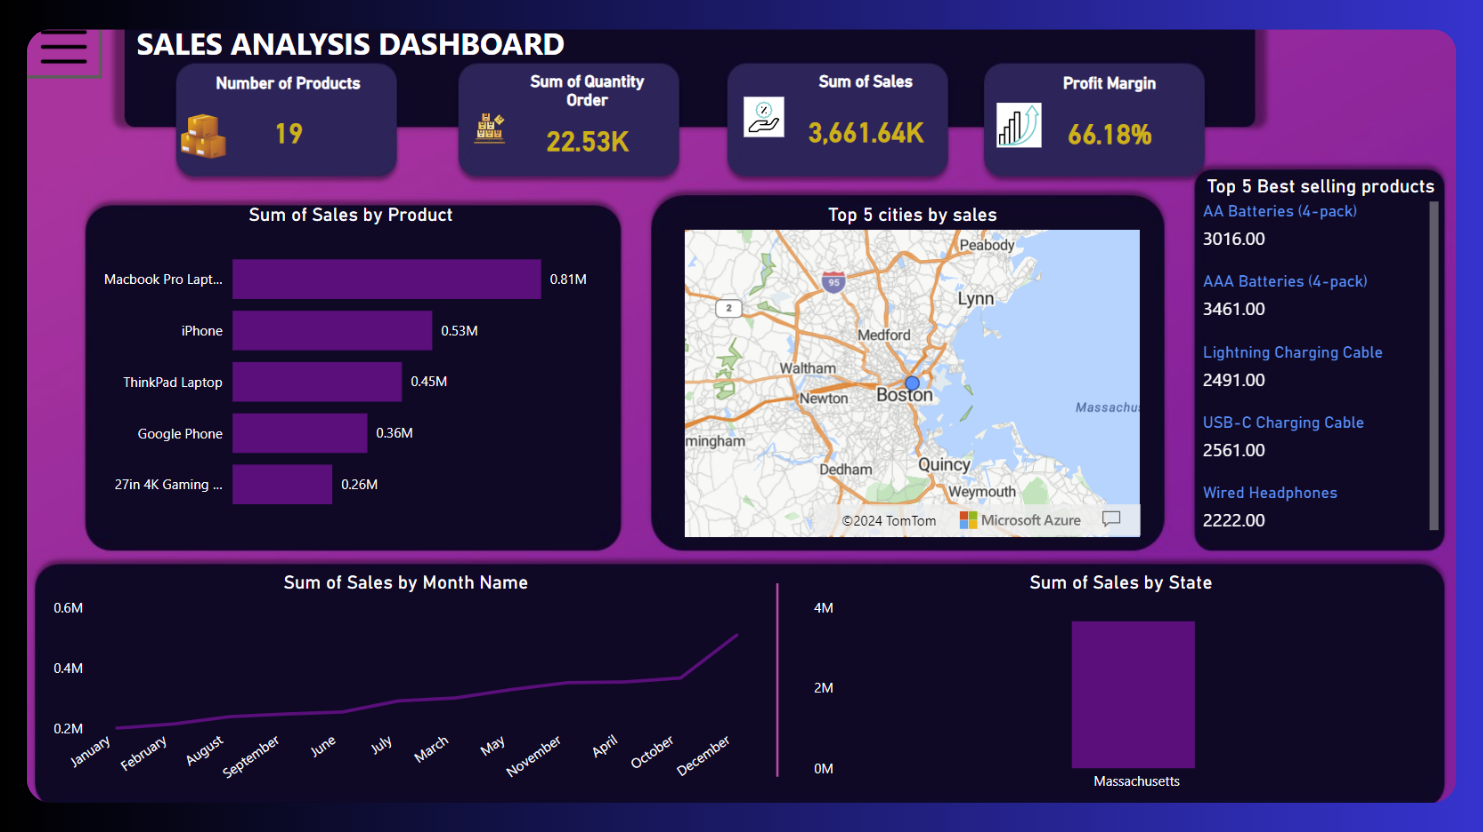 SALES ANALYSIS DASHBOARD
Number of Products
19
Sum of Quantity
Order
22.53K
Sum of Sales
3,661.64K
Profit Margin
66.18%
Sum of Sales by Product
Macbook Pro Lapt...
0.81M
iPhone
0.53M
ThinkPad Laptop
0.45M
Google Phone
0.36M
27in 4K Gaming ...
0.26M
Top 5 cities by sales
Peabody
95
Lynn
2
Medford
Waltham
Newton
Boston
Massachu
mingham
Dedham
Quincy
Weymouth
©2024 TomTom
Microsoft Azure
Top 5 Best selling products
AA Batteries (4-pack)
3016.00
AAA Batteries (4-pack)
3461.00
Lightning Charging Cable
2491.00
USB-C Charging Cable
2561.00
Wired Headphones
2222.00
Sum of Sales by Month Name
0.6M
0.4M
0.2M
January
February
August
September
June
July
March
May
November
April
October
December
Sum of Sales by State
4M
2M
0M
Massachusetts